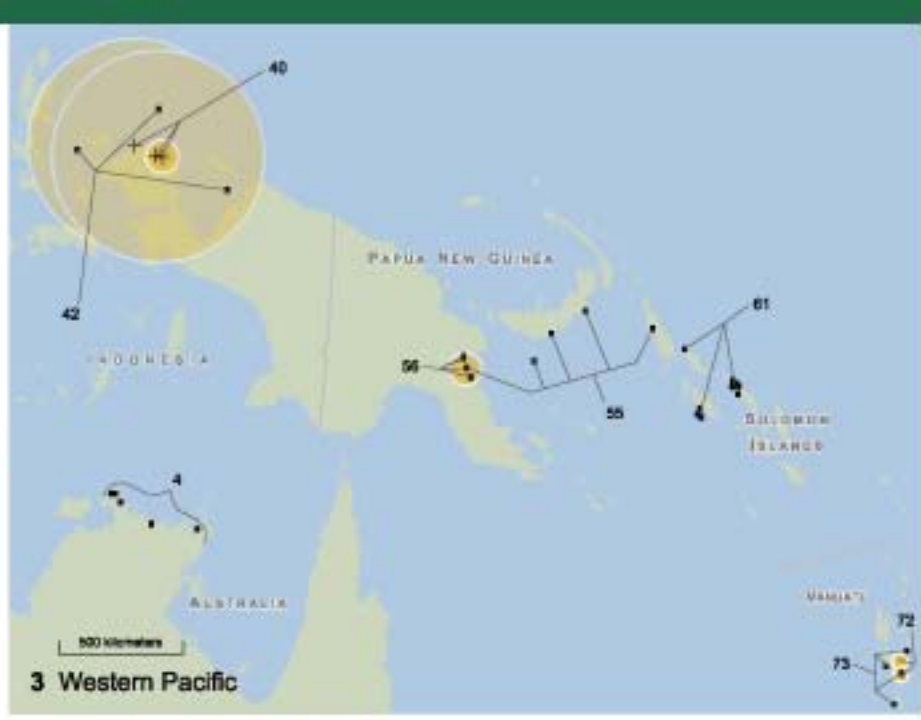 40
42
PAPUA NEW GUINEA
INDONESIA
61
56
55
SOLOMON
ISLANDS
4
AUSTRALIA
VANUATU
72
73
500 kilometers
3 Western Pacific